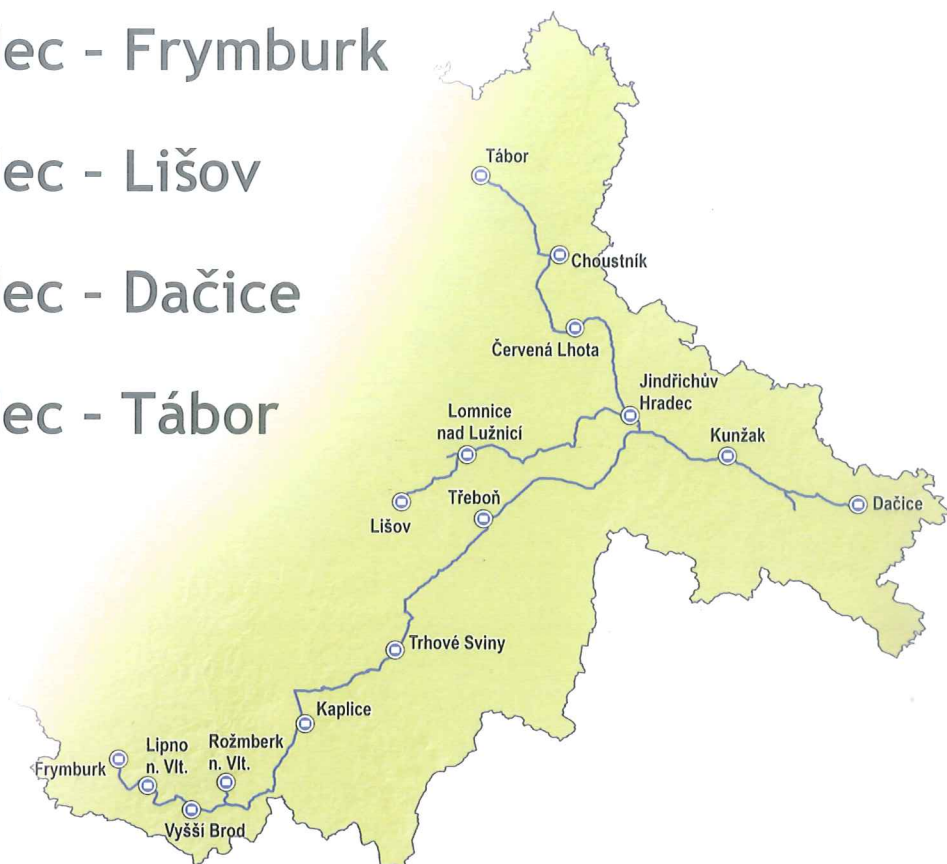 ec - Frymburk
ec - Lišov
ec - Dačice
ec - Tábor
Tábor
Choustník
Červená Lhota
Jindřichův
Hradec
Lomnice
nad Lužnicí
Kunžak
Lišov
Třeboň
Dačice
Trhové Sviny
Kaplice
Frymburk
Lipno
n. Vlt.
Rožmberk
n. Vlt.
Vyšší Brod